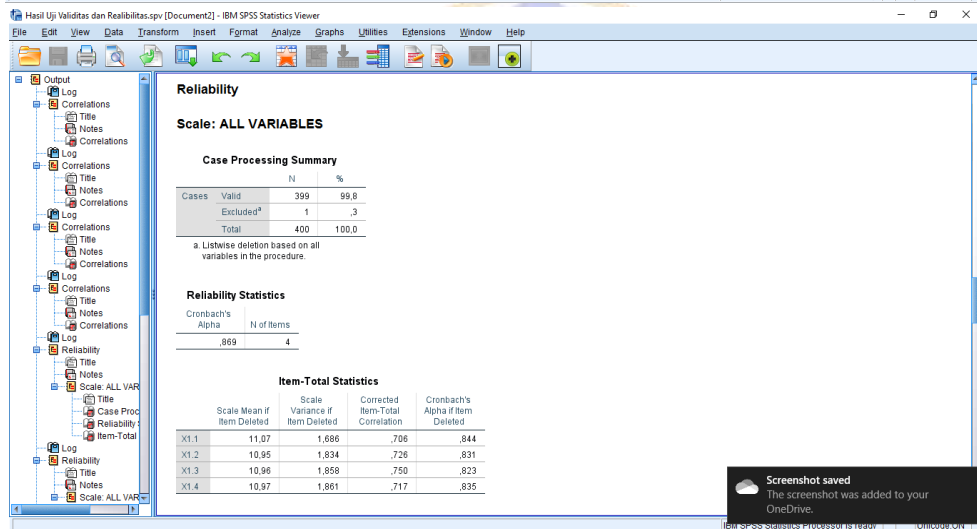 Hasil Uji Validitas dan Realibilitas.spv [Document2] - IBM SPSS Statistics Viewer
File Edit View Data Transform Insert Format Analyze Graphs Utilities Extensions Window Help
Output
Log
Correlations
Title
Notes
Correlations
Log
Correlations
Title
Notes
Correlations
Log
Correlations
Title
Notes
Correlations
Log
Correlations
Title
Notes
Correlations
Log
Reliability
Title
Notes
Scale: ALL VAR
Title
Case Proc
Reliability
Item-Total
Log
Reliability
Title
Notes
Scale: ALL VAR
Reliability
Scale: ALL VARIABLES
Case Processing Summary
N %
Cases Valid 399 99,8
Excludedª 1 ,3
Total 400 100,0
a. Listwise deletion based on all
variables in the procedure.
Reliability Statistics
Cronbach's
Alpha N of Items
,869 4
Item-Total Statistics
Scale Mean if
Item Deleted
Scale
Variance if
Item Deleted
Corrected
Item-Total
Correlation
Cronbach's
Alpha if Item
Deleted
X1.1 11,07 1,686 ,706 ,844
X1.2 10,95 1,834 ,726 ,831
X1.3 10,96 1,858 ,750 ,823
X1.4 10,97 1,861 ,717 ,835
Screenshot saved
The screenshot was added to your
OneDrive.
IBM SPSS Statistics Processor is ready Unicode:ON